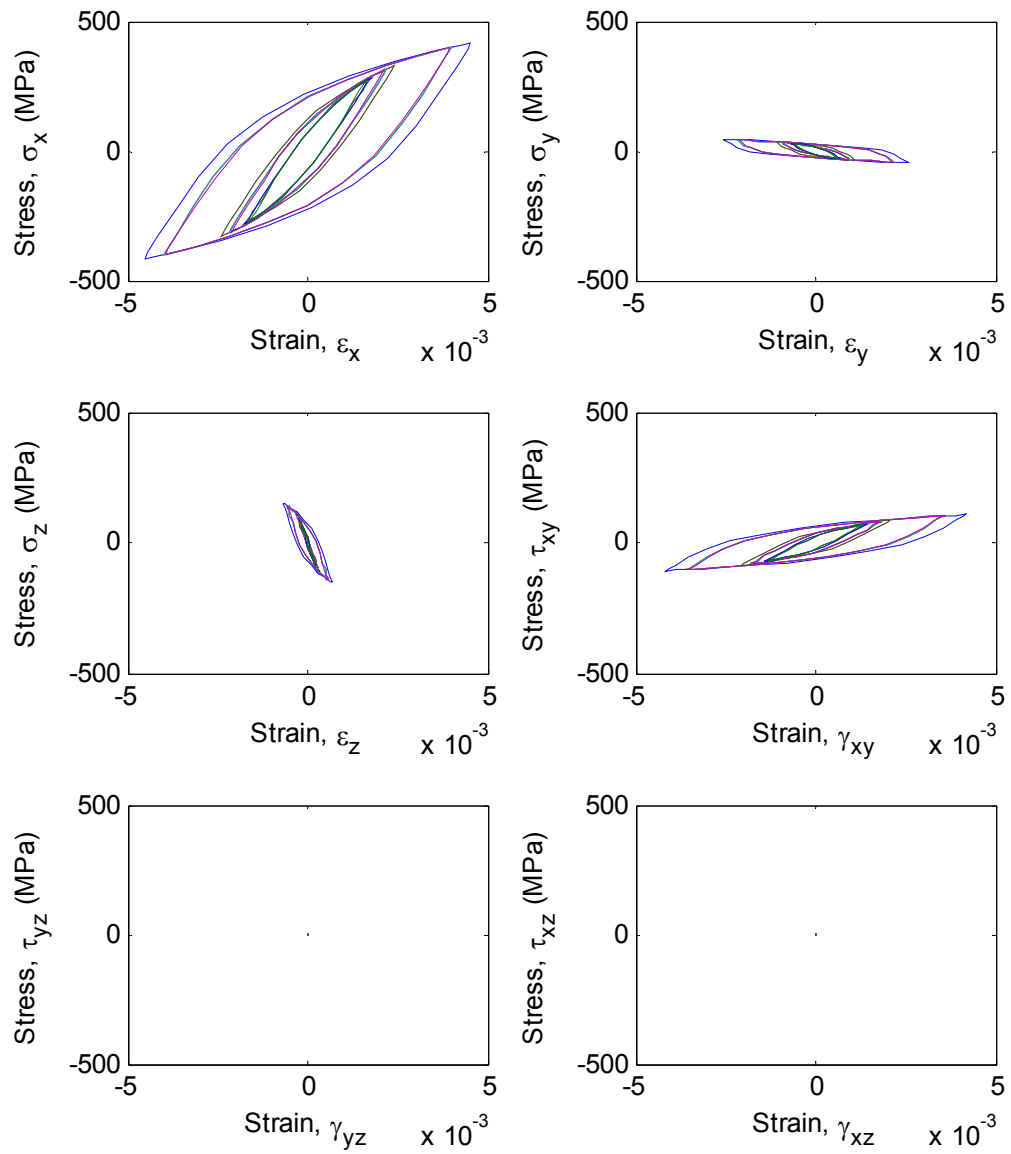 500
0
-500
Stress, σx (MPa)
-5
0
5
Strain, εx
x 10-3
500
0
-500
Stress, σy (MPa)
-5
0
5
Strain, εy
x 10-3
500
0
-500
Stress, σz (MPa)
-5
0
5
Strain, εz
x 10-3
500
0
-500
Stress, τxy (MPa)
-5
0
5
Strain, γxy
x 10-3
500
0
-500
Stress, τyz (MPa)
-5
0
5
Strain, γyz
x 10-3
500
0
-500
Stress, τxz (MPa)
-5
0
5
Strain, γxz
x 10-3